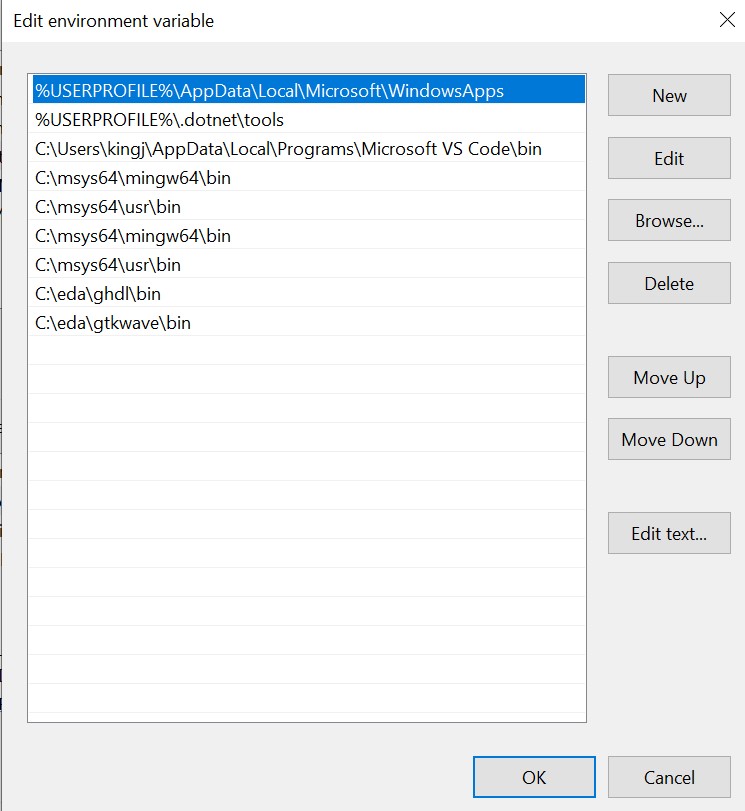 Edit environment variable
%USERPROFILE%\AppData\Local\Microsoft\WindowsApps
%USERPROFILE%\.dotnet\tools
C:\Users\kingj\AppData\Local\Programs\Microsoft VS Code\bin
C:\msys64\mingw64\bin
C:\msys64\usr\bin
C:\msys64\mingw64\bin
C:\msys64\usr\bin
C:\eda\ghdl\bin
C:\eda\gtkwave\bin
New
Edit
Browse...
Delete
Move Up
Move Down
Edit text...
OK
Cancel